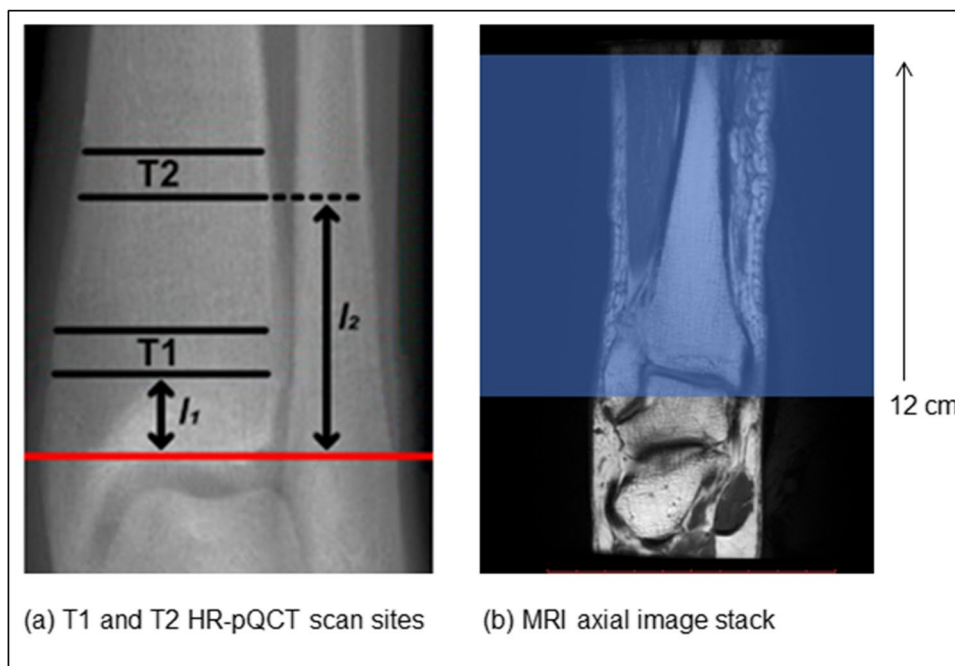 T2
l2
T1
l1
12 cm
(a) T1 and T2 HR-pQCT scan sites
(b) MRI axial image stack